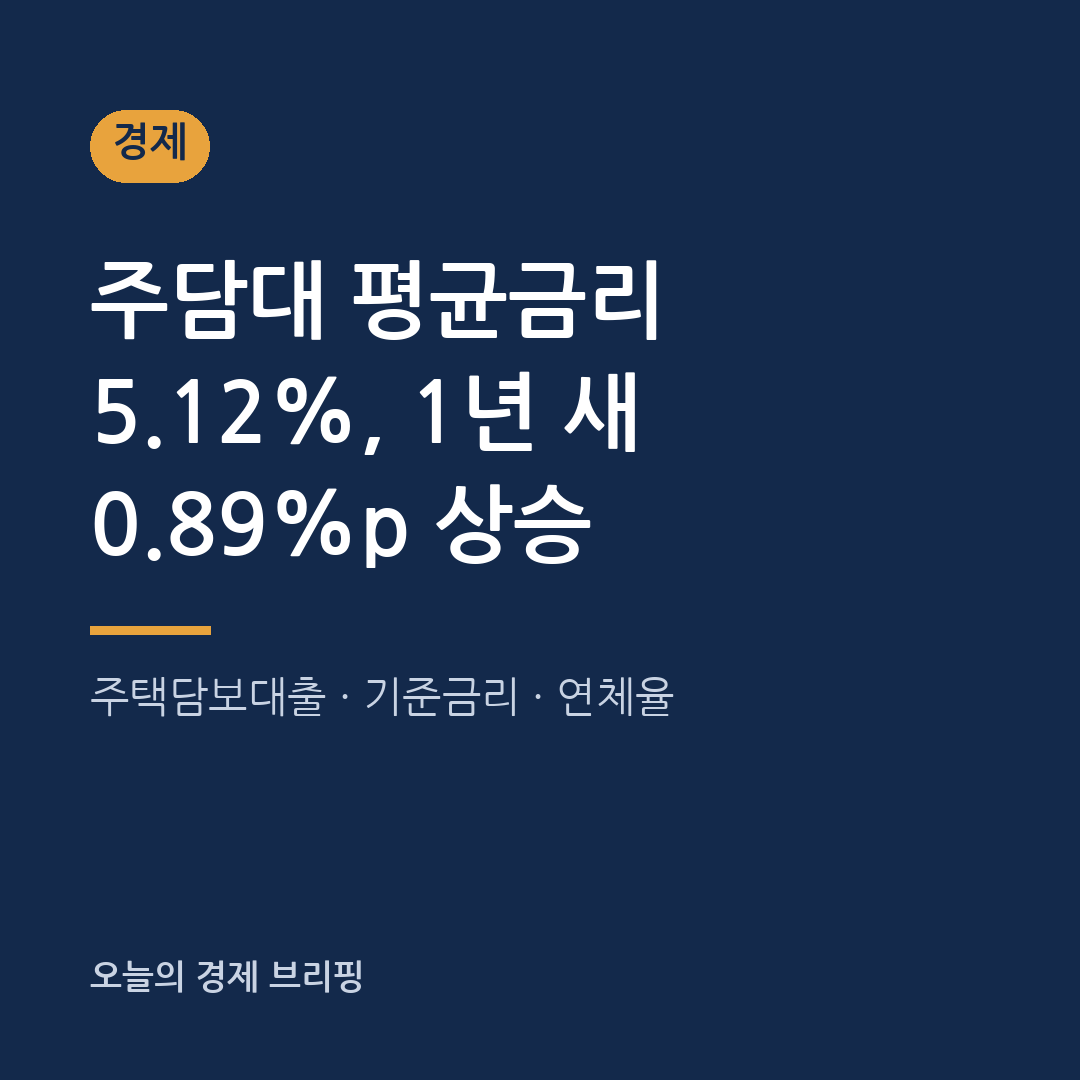 경제
주담대 평균금리
5.12%, 1년 새
0.89%p 상승
주택담보대출 · 기준금리 · 연체율
오늘의 경제 브리핑